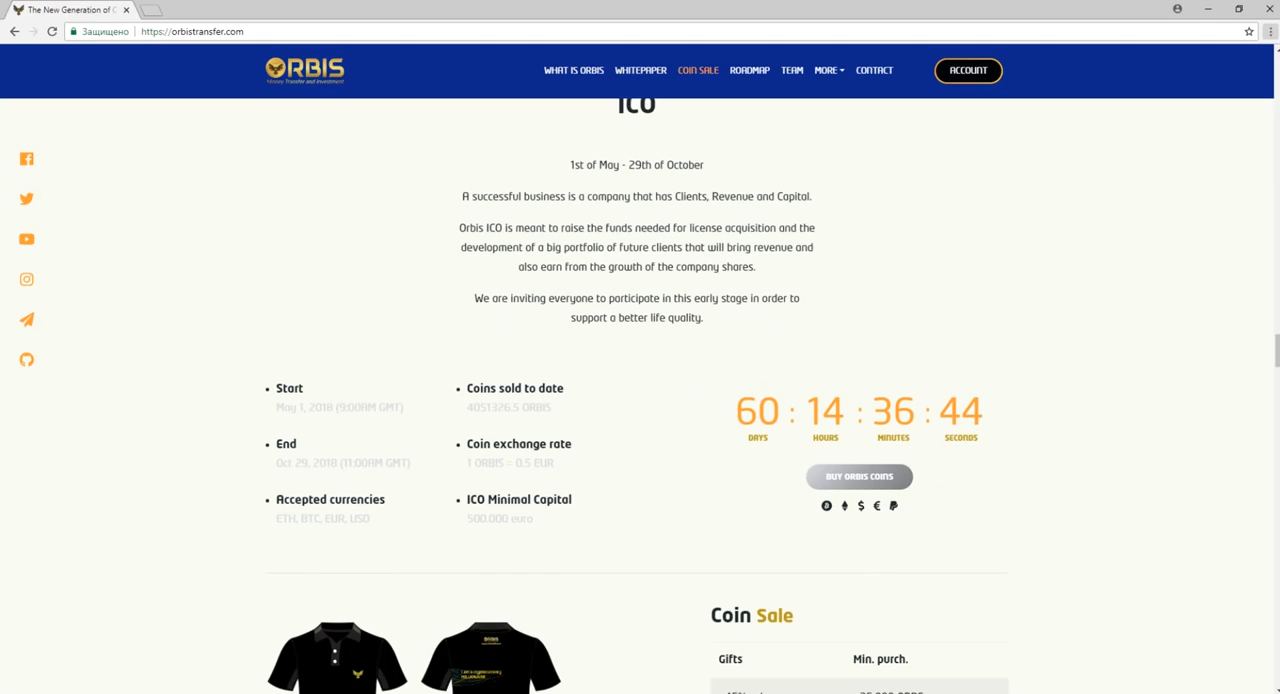 The New Generation of C
Защищено
https://orbistransfer.com
ORBIS
Money Transfer and Investment
WHAT IS ORBIS
WHITEPAPER
COIN SALE
ROADMAP
TEAM
MORE
CONTACT
ACCOUNT
ICO
1st of May - 29th of October
A successful business is a company that has Clients, Revenue and Capital.
Orbis ICO is meant to raise the funds needed for license acquisition and the
development of a big portfolio of future clients that will bring revenue and
also earn from the growth of the company shares.
We are inviting everyone to participate in this early stage in order to
support a better life quality.
Start
May 1, 2018 (9:00AM GMT)
End
Oct 29, 2018 (11:00AM GMT)
Accepted currencies
ETH, BTC, EUR, USD
Coins sold to date
4051326.5 ORBIS
Coin exchange rate
1 ORBIS = 0.5 EUR
ICO Minimal Capital
500.000 euro
60 : 14 : 36 : 44
DAYS HOURS MINUTES SECONDS
BUY ORBIS COINS
ORBIS
Coin Sale
Gifts Min. purch.